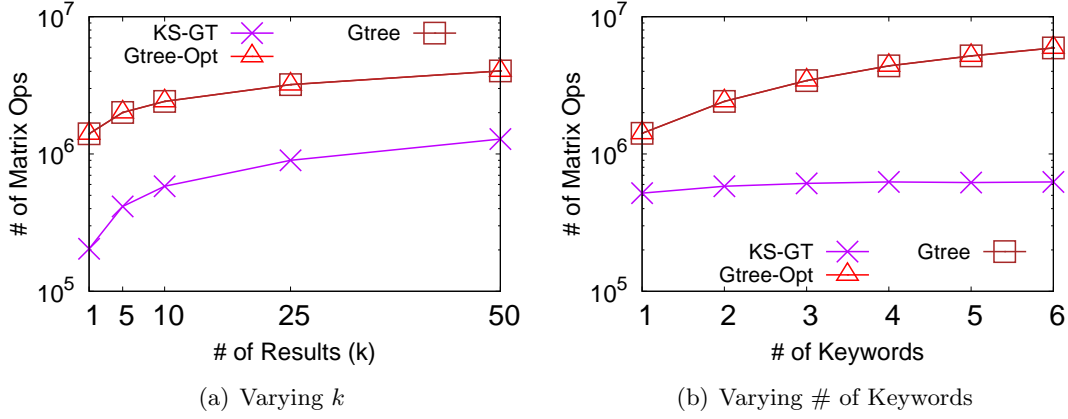 10^7
10^6
10^5
# of Matrix Ops
KS-GT
Gtree-Opt
Gtree
1 5 10 25 50
# of Results (k)
(a) Varying k
10^7
10^6
10^5
# of Matrix Ops
KS-GT
Gtree-Opt
Gtree
1 2 3 4 5 6
# of Keywords
(b) Varying # of Keywords